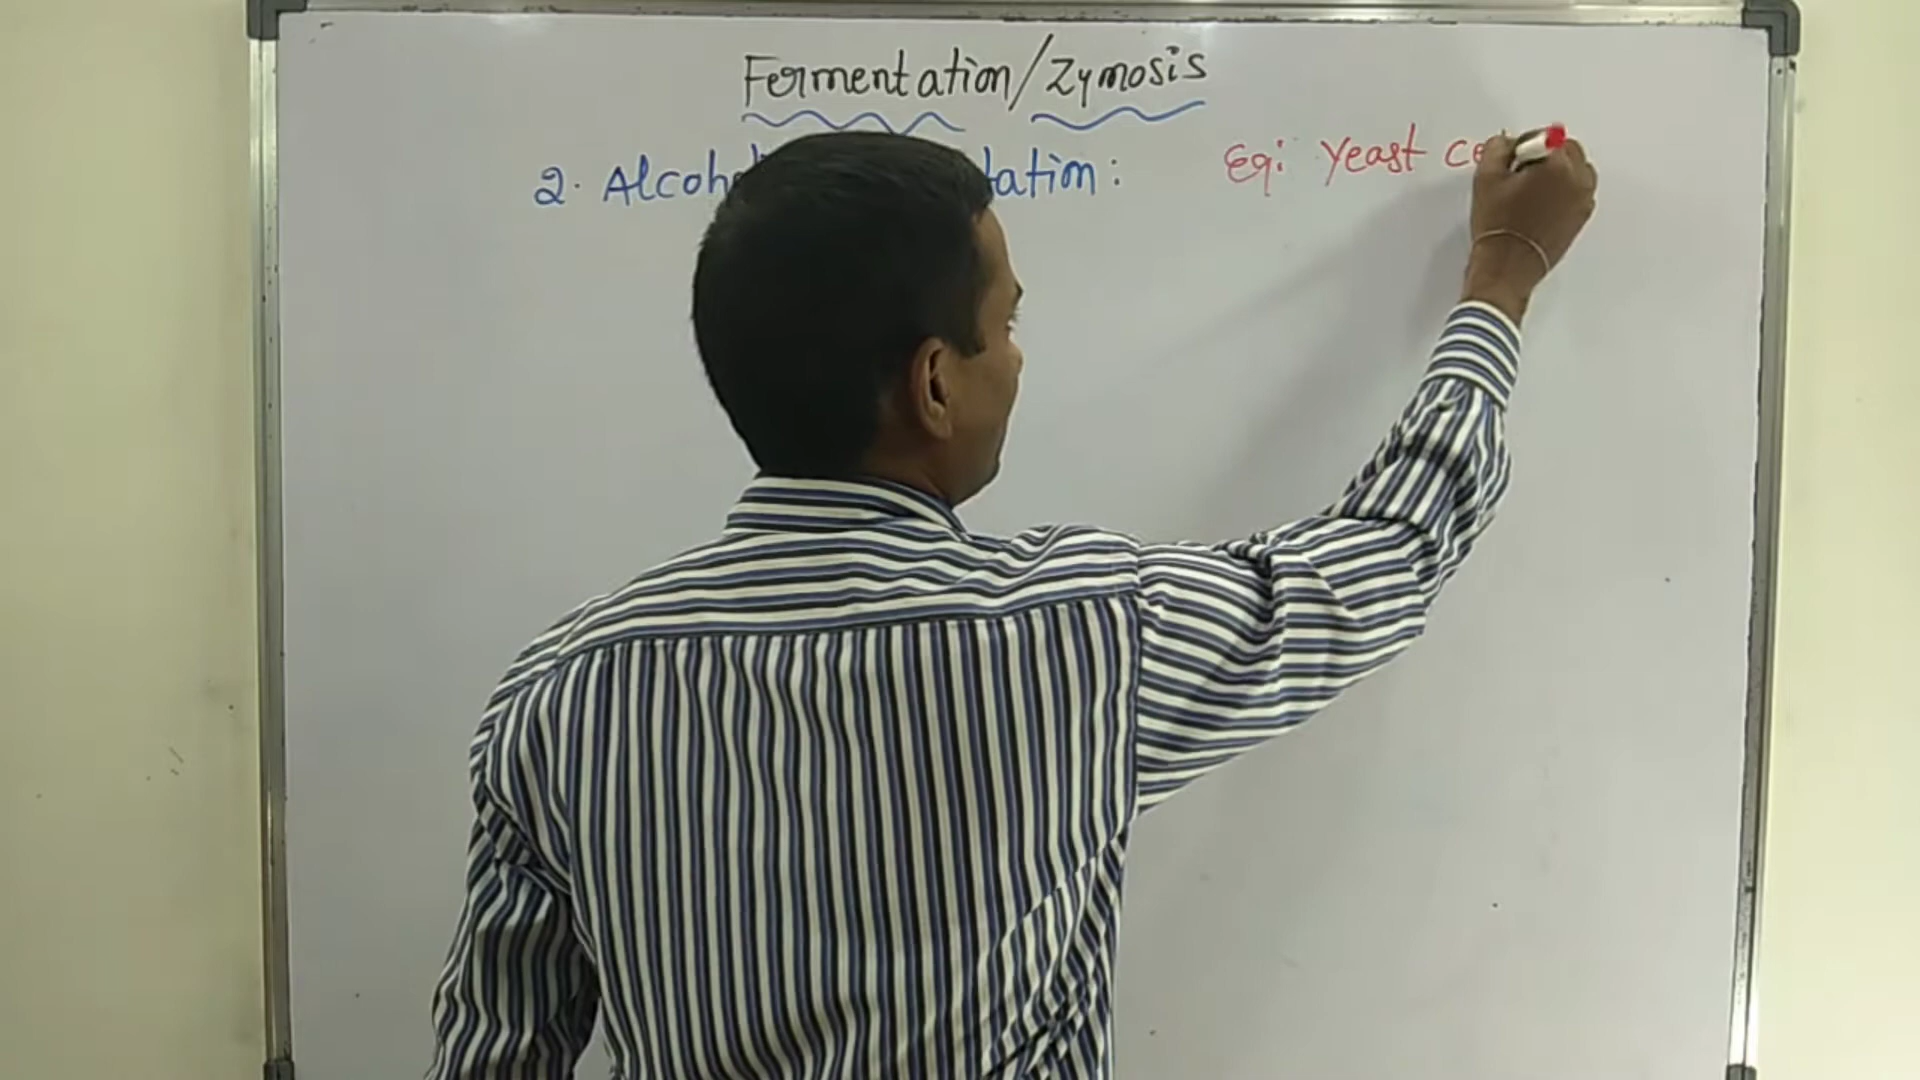 Fermentation/Zymosis
2. Alcoh tation: Eg: Yeast ce